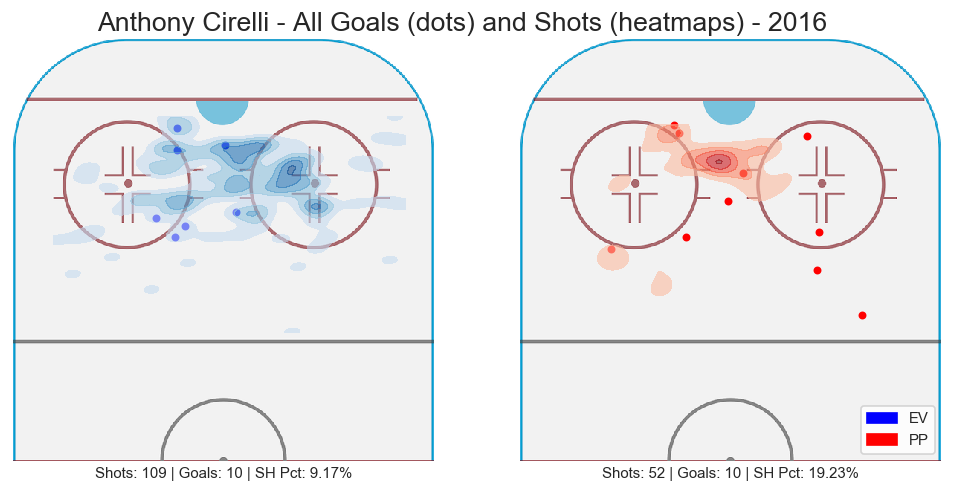 Anthony Cirelli - All Goals (dots) and Shots (heatmaps) - 2016
EV
PP
Shots: 109 | Goals: 10 | SH Pct: 9.17%
Shots: 52 | Goals: 10 | SH Pct: 19.23%